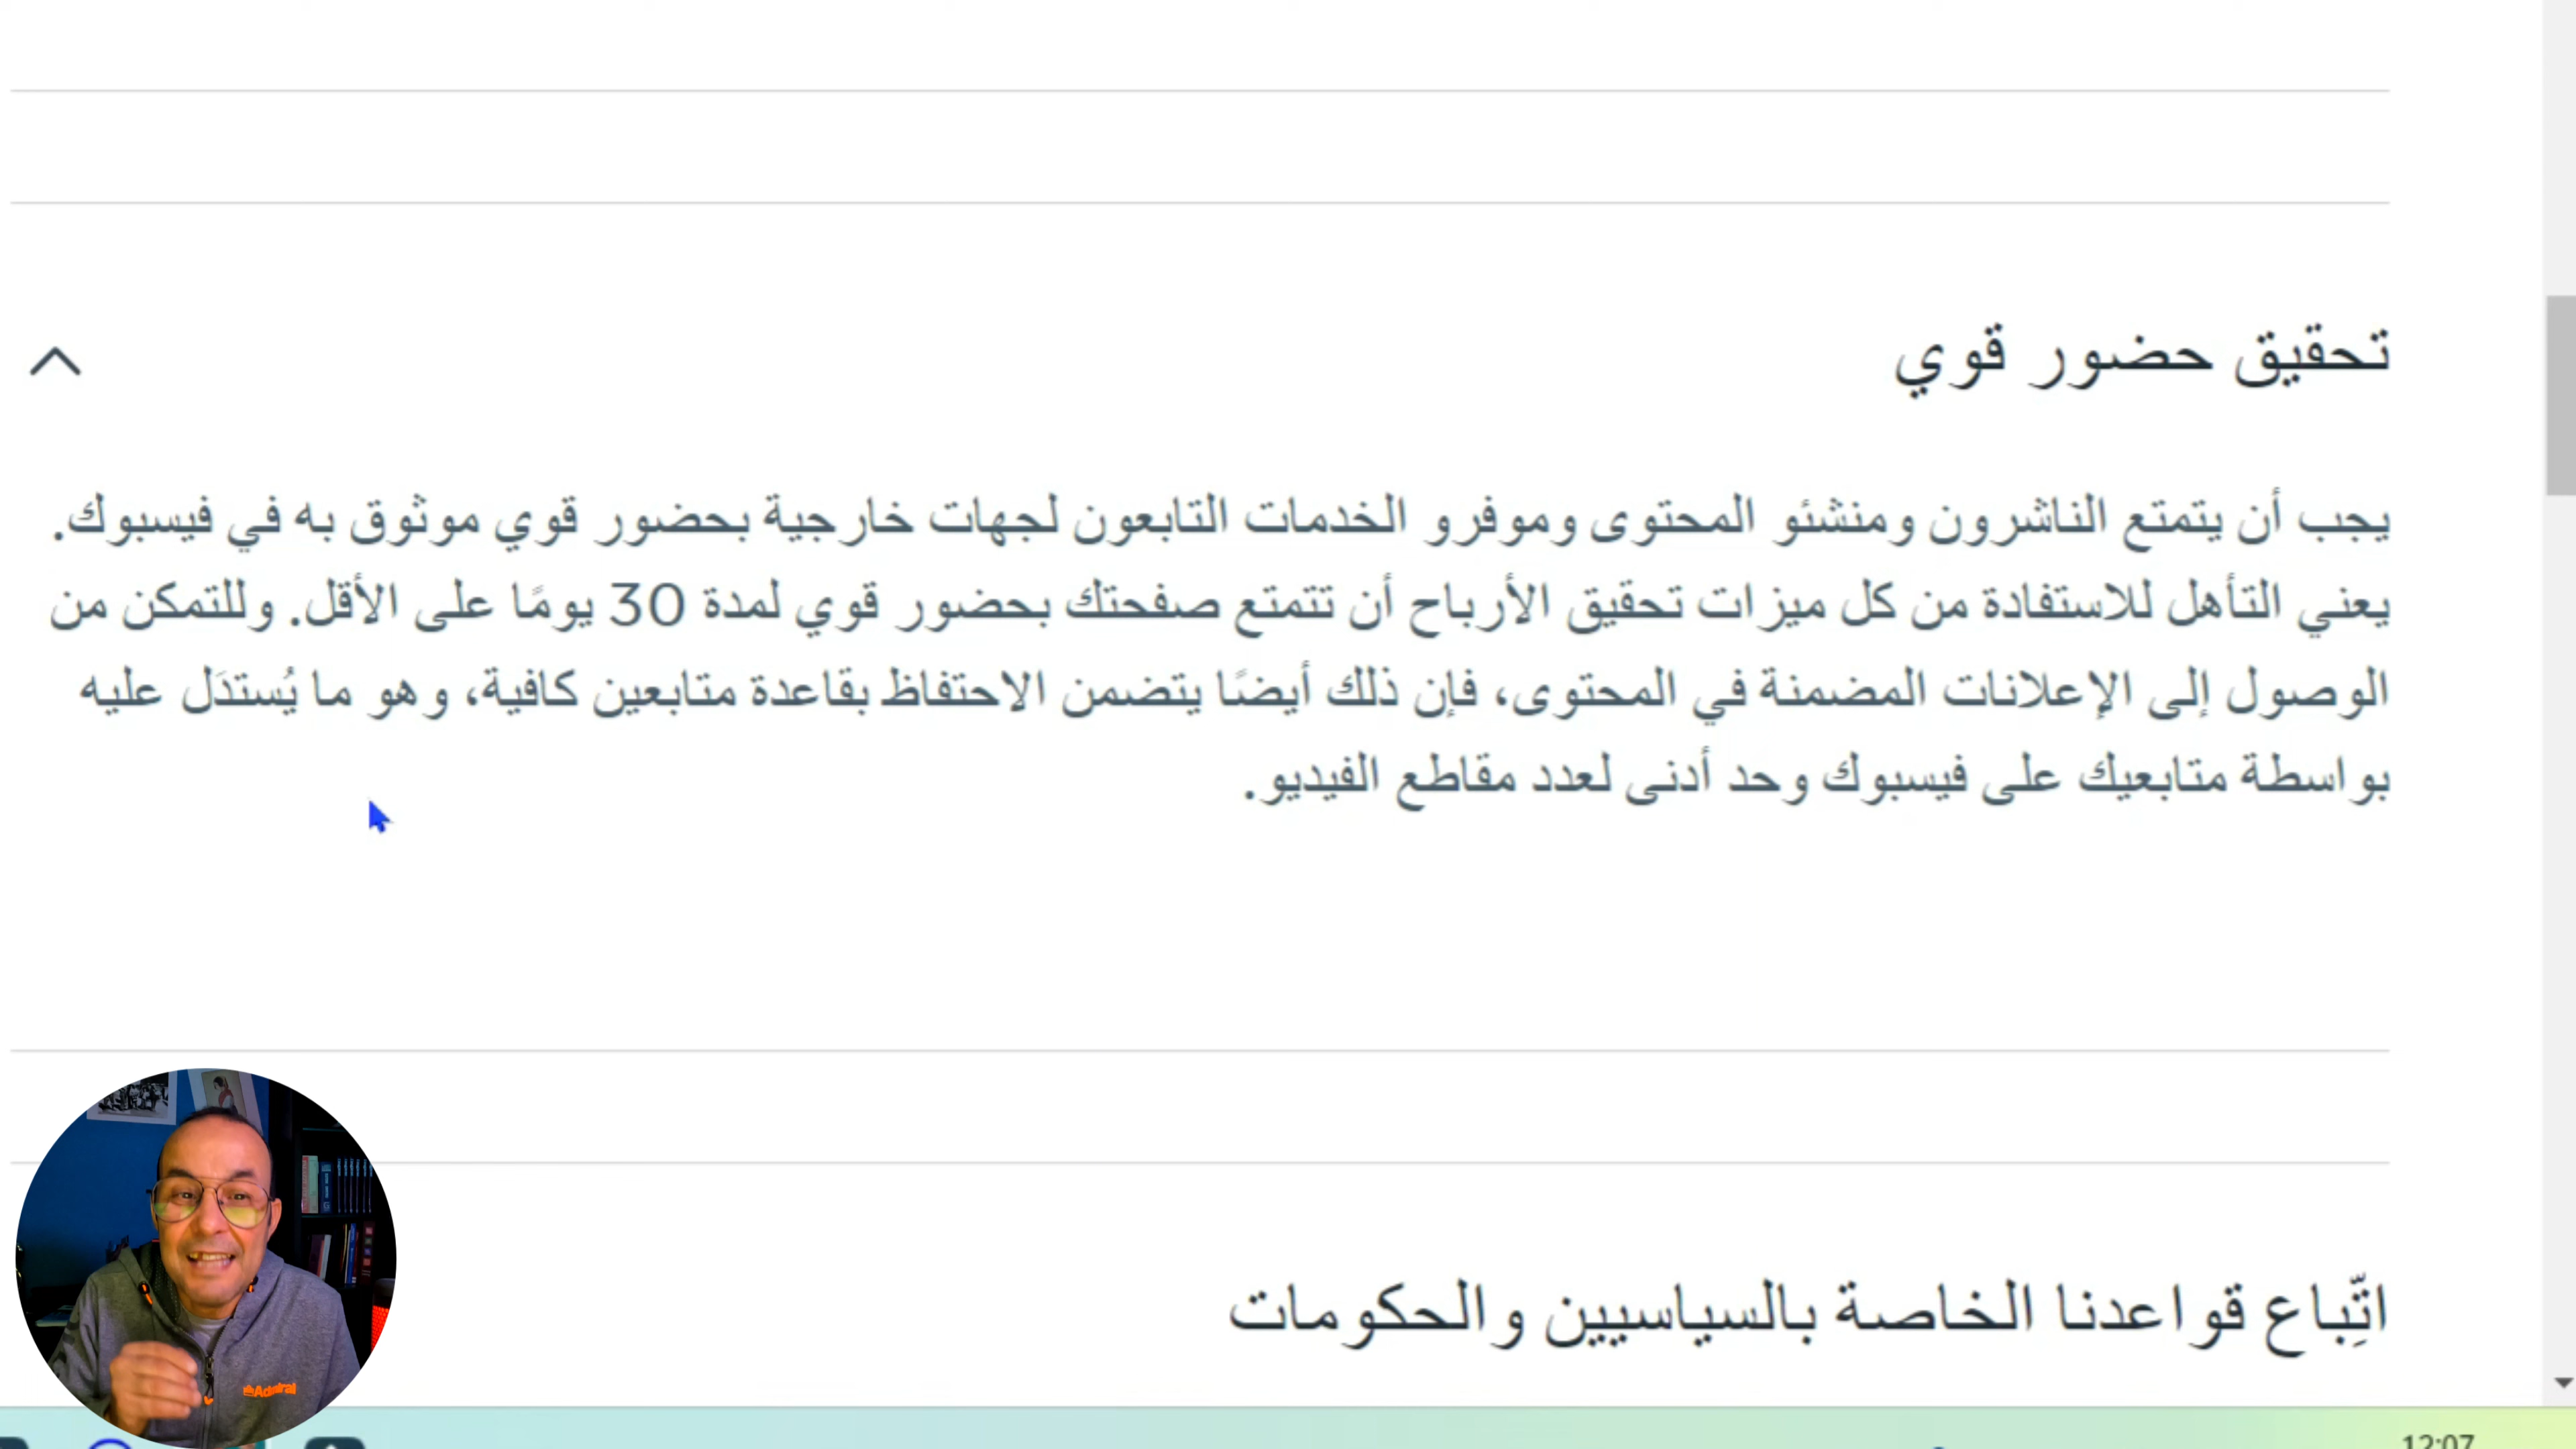 تحقيق حضور قوي
يجب أن يتمتع الناشرون ومنشئو المحتوى وموفرو الخدمات التابعون لجهات خارجية بحضور قوي موثوق به في فيسبوك.
يعني التأهل للاستفادة من كل ميزات تحقيق الأرباح أن تتمتع صفحتك بحضور قوي لمدة 30 يومًا على الأقل. وللتمكن من
الوصول إلى الإعلانات المضمنة في المحتوى، فإن ذلك أيضًا يتضمن الاحتفاظ بقاعدة متابعين كافية، وهو ما يُستدَل عليه
بواسطة متابعيك على فيسبوك وحد أدنى لعدد مقاطع الفيديو.
اتِّباع قواعدنا الخاصة بالسياسيين والحكومات
Admiral
12:07